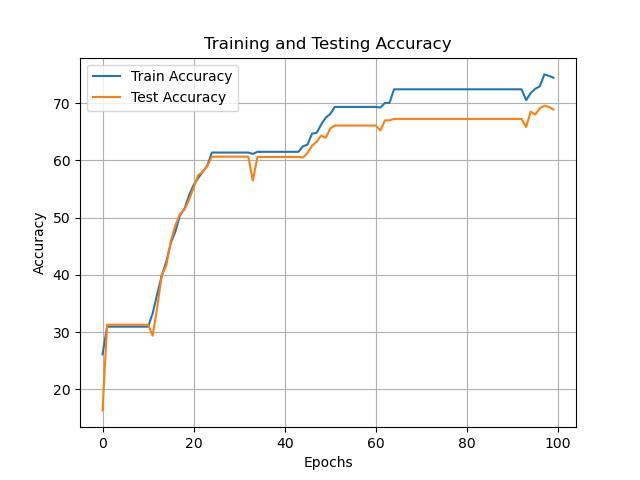 Training and Testing Accuracy
Train Accuracy
Test Accuracy
70
60
50
40
30
20
Accuracy
0 20 40 60 80 100
Epochs